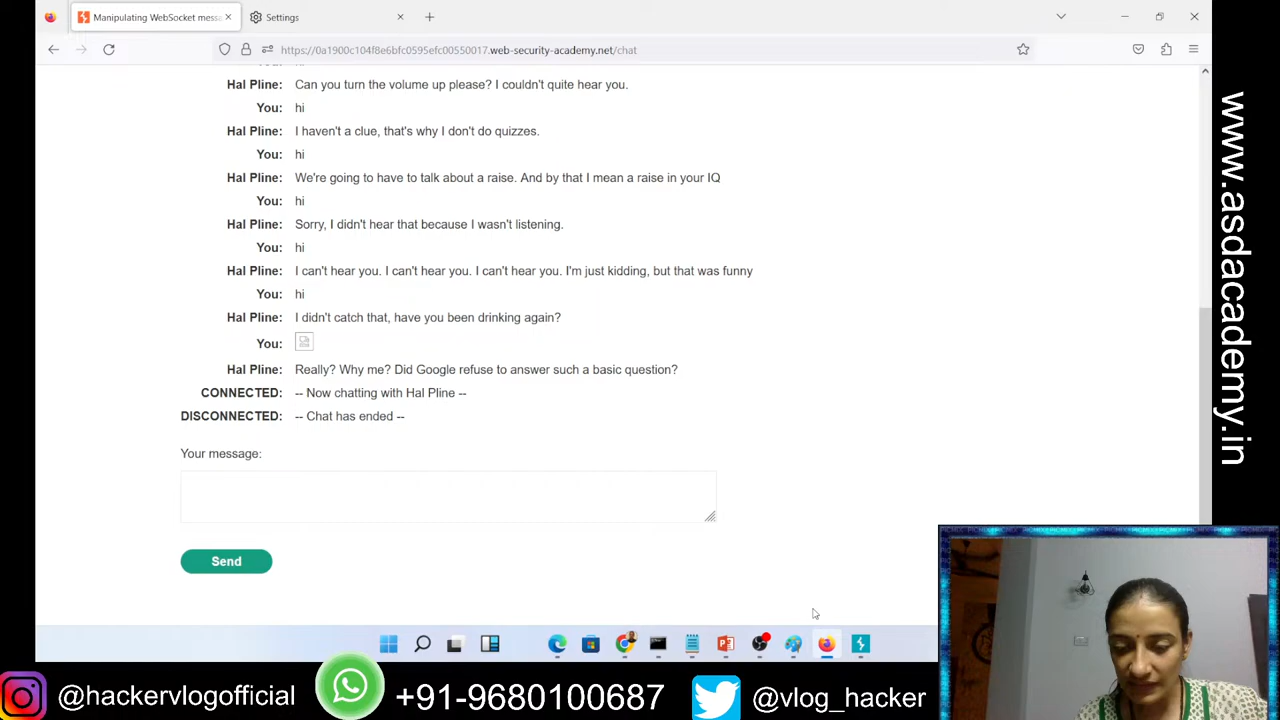 Manipulating WebSocket messa
Settings
https://0a1900c104f8e6bfc0595efc00550017.web-security-academy.net/chat
Hal Pline: Can you turn the volume up please? I couldn't quite hear you.
You: hi
Hal Pline: I haven't a clue, that's why I don't do quizzes.
You: hi
Hal Pline: We're going to have to talk about a raise. And by that I mean a raise in your IQ
You: hi
Hal Pline: Sorry, I didn't hear that because I wasn't listening.
You: hi
Hal Pline: I can't hear you. I can't hear you. I can't hear you. I'm just kidding, but that was funny
You: hi
Hal Pline: I didn't catch that, have you been drinking again?
You:
Hal Pline: Really? Why me? Did Google refuse to answer such a basic question?
CONNECTED: -- Now chatting with Hal Pline --
DISCONNECTED: -- Chat has ended --
Your message:
Send
www.asdacademy.in
@hackervlogofficial
+91-9680100687
@vlog_hacker